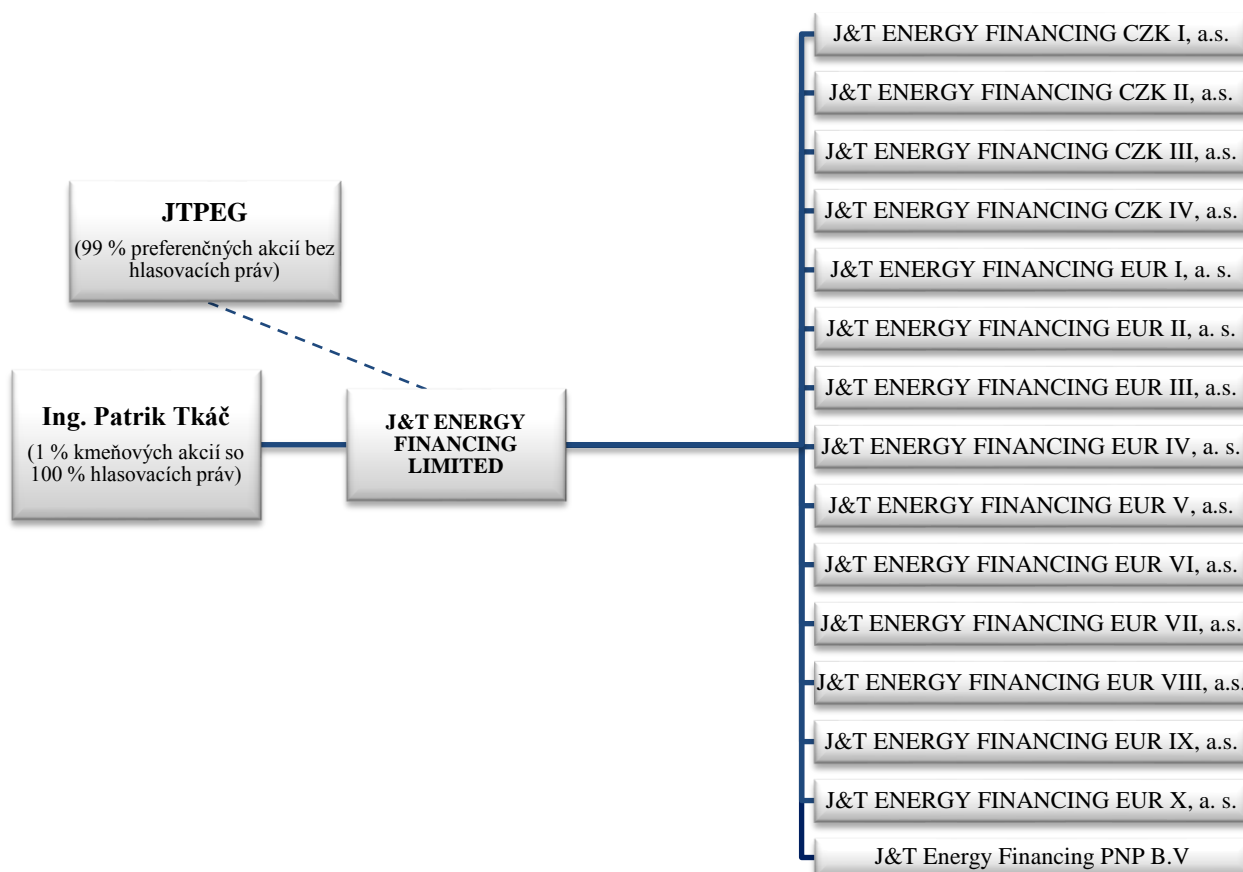 JTPEG
(99 % preferenčných akcií bez
hlasovacích práv)
Ing. Patrik Tkáč
(1 % kmeňových akcií so
100 % hlasovacích práv)
J&T ENERGY
FINANCING
LIMITED
J&T ENERGY FINANCING CZK I, a.s.
J&T ENERGY FINANCING CZK II, a.s.
J&T ENERGY FINANCING CZK III, a.s.
J&T ENERGY FINANCING CZK IV, a.s.
J&T ENERGY FINANCING EUR I, a. s.
J&T ENERGY FINANCING EUR II, a. s.
J&T ENERGY FINANCING EUR III, a.s.
J&T ENERGY FINANCING EUR IV, a. s.
J&T ENERGY FINANCING EUR V, a.s.
J&T ENERGY FINANCING EUR VI, a.s.
J&T ENERGY FINANCING EUR VII, a.s.
J&T ENERGY FINANCING EUR VIII, a.s.
J&T ENERGY FINANCING EUR IX, a.s.
J&T ENERGY FINANCING EUR X, a. s.
J&T Energy Financing PNP B.V